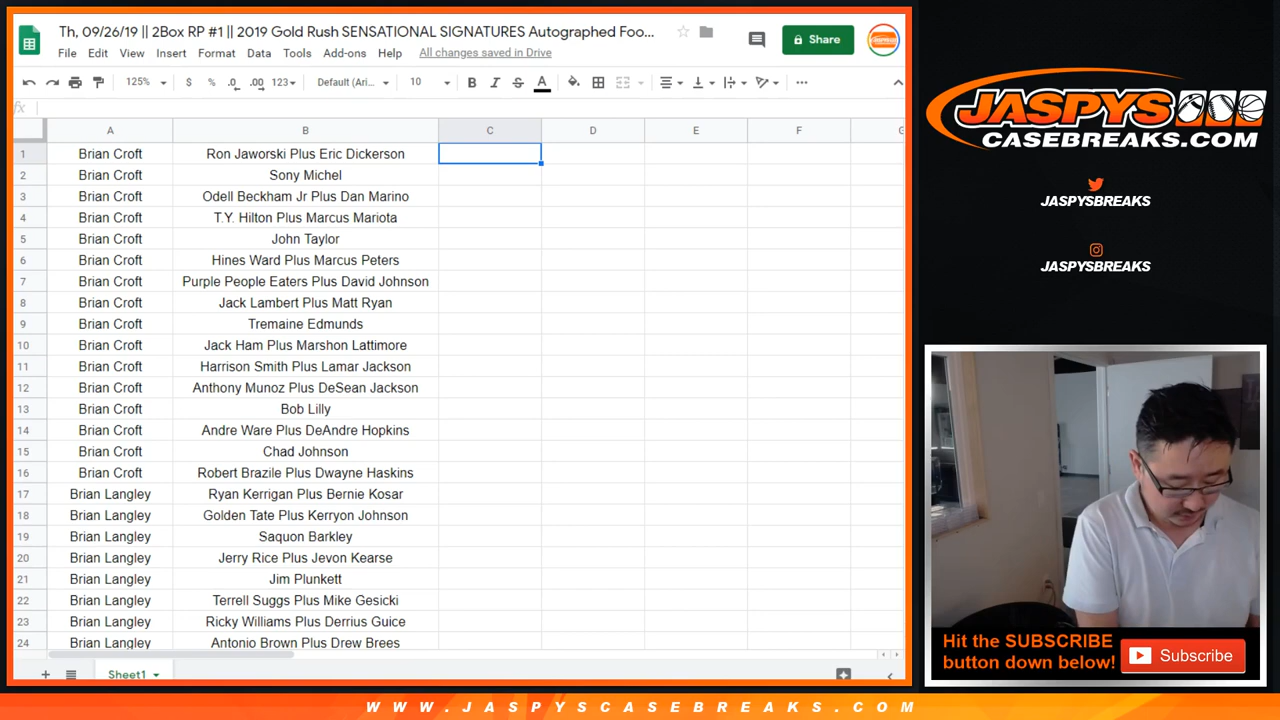 Th, 09/26/19 || 2Box RP #1 || 2019 Gold Rush SENSATIONAL SIGNATURES Autographed Foo...
File Edit View Insert Format Data Tools Add-ons Help All changes saved in Drive
Share
125% $ % .0 .00 123 Default (Ari... 10 B I S A
fx
A B C D E F G
1 Brian Croft Ron Jaworski Plus Eric Dickerson
2 Brian Croft Sony Michel
3 Brian Croft Odell Beckham Jr Plus Dan Marino
4 Brian Croft T.Y. Hilton Plus Marcus Mariota
5 Brian Croft John Taylor
6 Brian Croft Hines Ward Plus Marcus Peters
7 Brian Croft Purple People Eaters Plus David Johnson
8 Brian Croft Jack Lambert Plus Matt Ryan
9 Brian Croft Tremaine Edmunds
10 Brian Croft Jack Ham Plus Marshon Lattimore
11 Brian Croft Harrison Smith Plus Lamar Jackson
12 Brian Croft Anthony Munoz Plus DeSean Jackson
13 Brian Croft Bob Lilly
14 Brian Croft Andre Ware Plus DeAndre Hopkins
15 Brian Croft Chad Johnson
16 Brian Croft Robert Brazile Plus Dwayne Haskins
17 Brian Langley Ryan Kerrigan Plus Bernie Kosar
18 Brian Langley Golden Tate Plus Kerryon Johnson
19 Brian Langley Saquon Barkley
20 Brian Langley Jerry Rice Plus Jevon Kearse
21 Brian Langley Jim Plunkett
22 Brian Langley Terrell Suggs Plus Mike Gesicki
23 Brian Langley Ricky Williams Plus Derrius Guice
24 Brian Langley Antonio Brown Plus Drew Brees
Sheet1
JASPYS
CASEBREAKS.COM
JASPYSBREAKS
JASPYSBREAKS
Hit the SUBSCRIBE
button down below!
Subscribe
WWW.JASPYSCASEBREAKS.COM